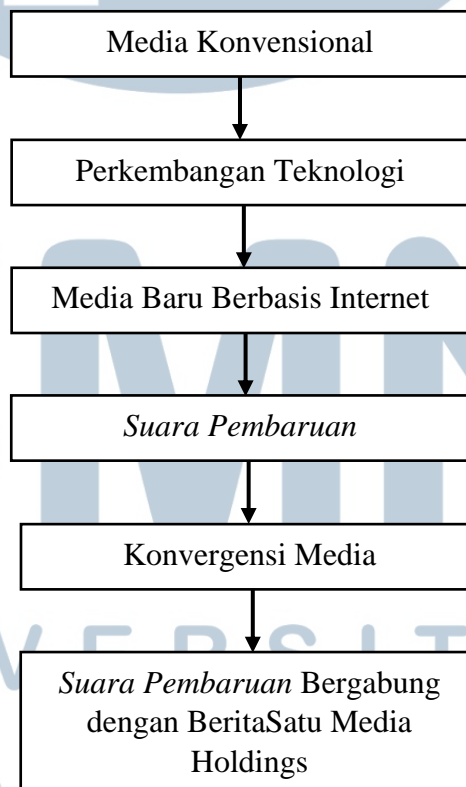 Media Konvensional
Perkembangan Teknologi
Media Baru Berbasis Internet
Suara Pembaruan
Konvergensi Media
Suara Pembaruan Bergabung
dengan BeritaSatu Media
Holdings